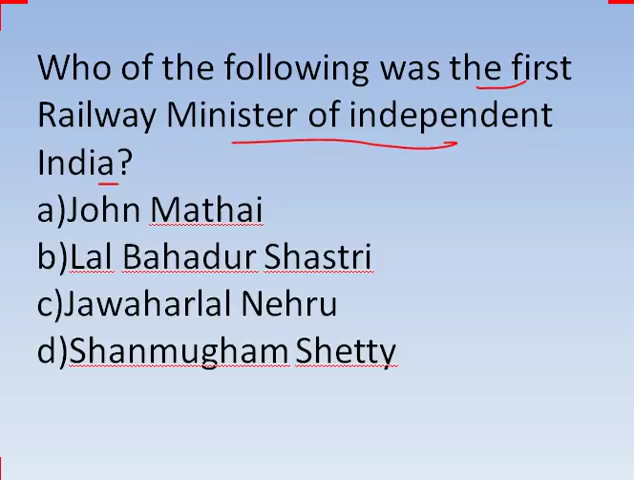 Who of the following was the first
Railway Minister of independent
India?
a)John Mathai
b)Lal Bahadur Shastri
c)Jawaharlal Nehru
d)Shanmugham Shetty